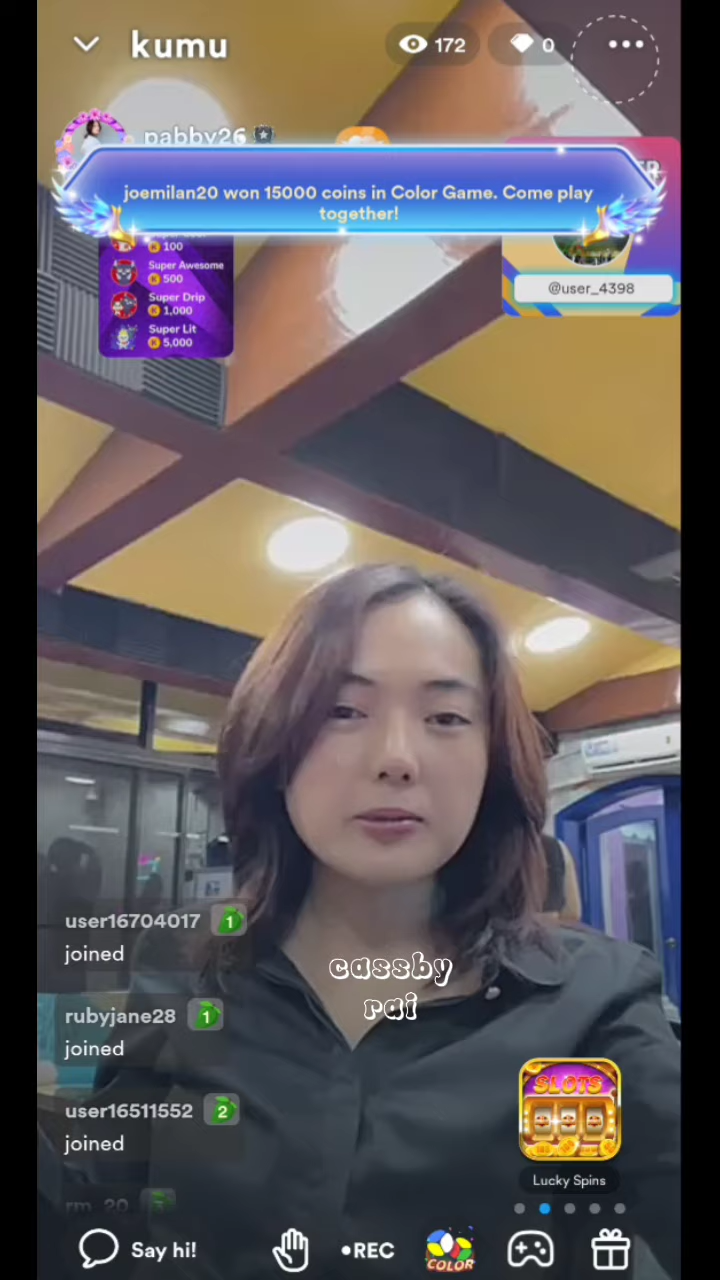 kumu
172
0
pabby26
joemilan20 won 15000 coins in Color Game. Come play
together!
100
Super Awesome
500
Super Drip
1,000
Super Lit
5,000
@user_4398
user16704017 1
joined
cassby
rai
rubyjane28 1
joined
user16511552 2
joined
SLOTS
Lucky Spins
rm_20
Say hi!
•REC
COLOR